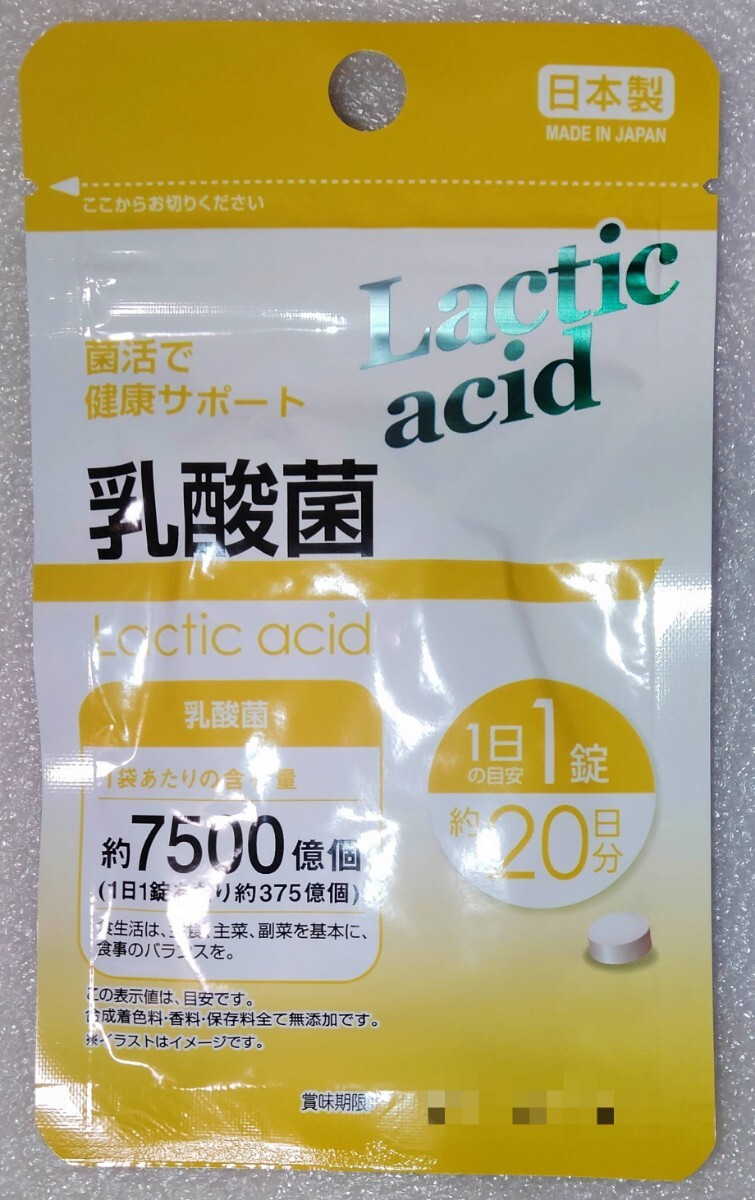 日本製
MADE IN JAPAN
ここからお切りください
Lactic
acid
菌活で
健康サポート
乳酸菌
Lactic acid
乳酸菌
1袋あたりの含有量
約7500億個
(1日1錠あたり約375億個)
食生活は、主食、主菜、副菜を基本に、
食事のバランスを。
1日の目安1錠
約20日分
この表示値は、目安です。
合成着色料・香料・保存料全て無添加です。
※イラストはイメージです。
賞味期限